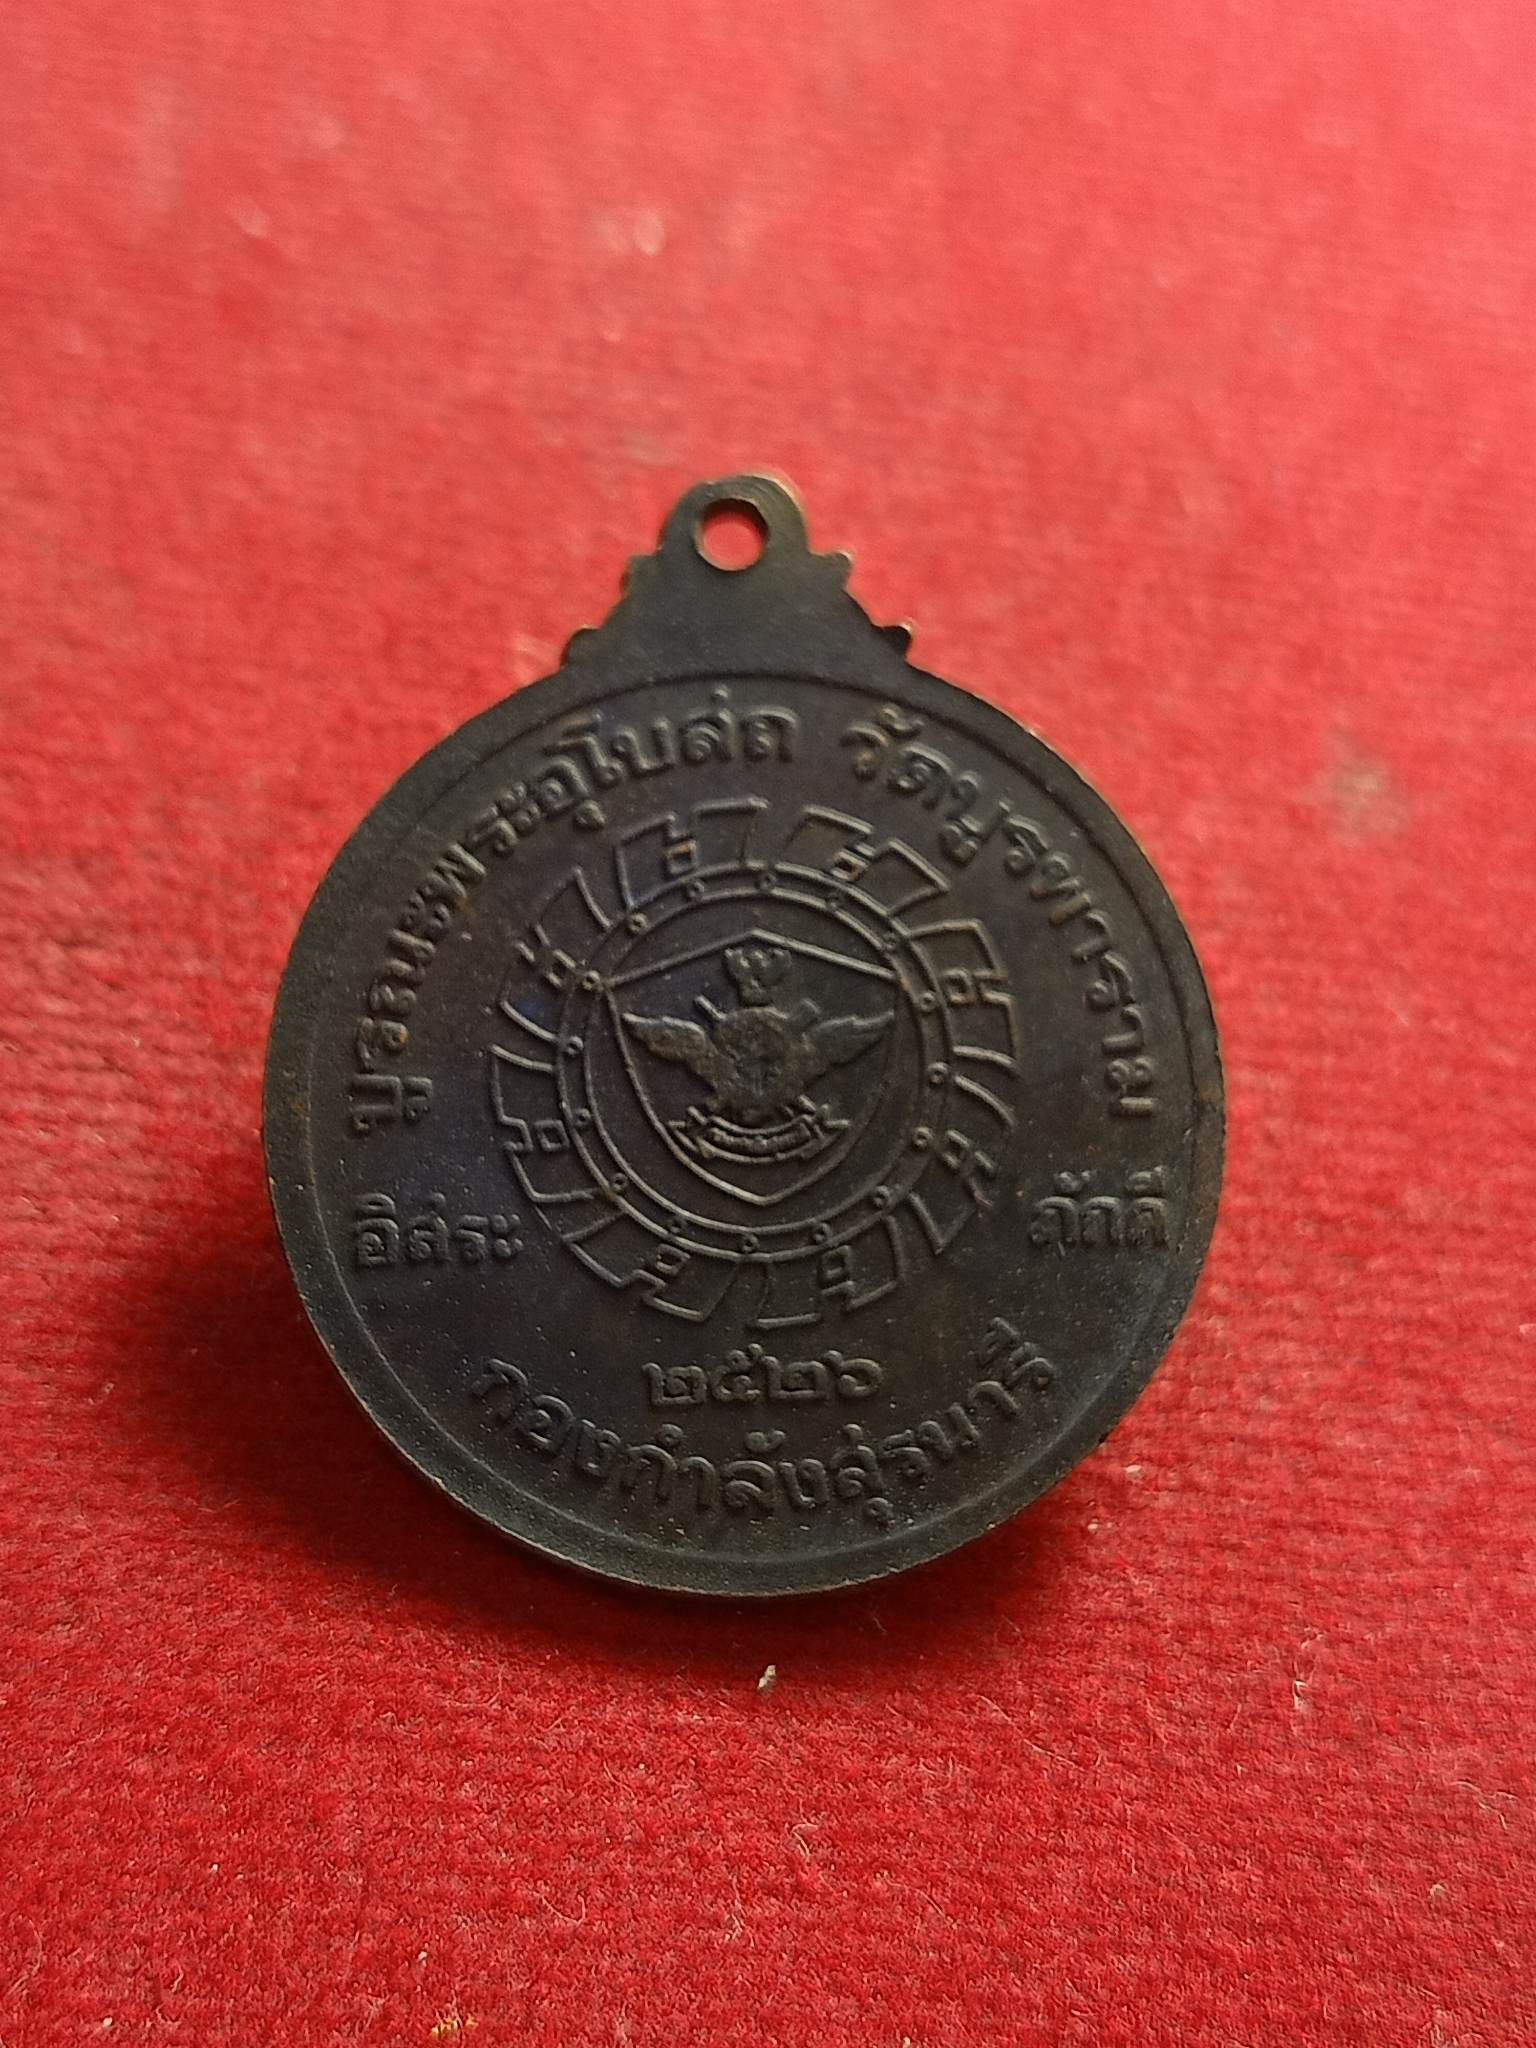 บูรณะพระอุโบสถ วัดบูรพาราม
อิสระ
ภักดี
๒๕๒๖
กองกำลังสุรนารี